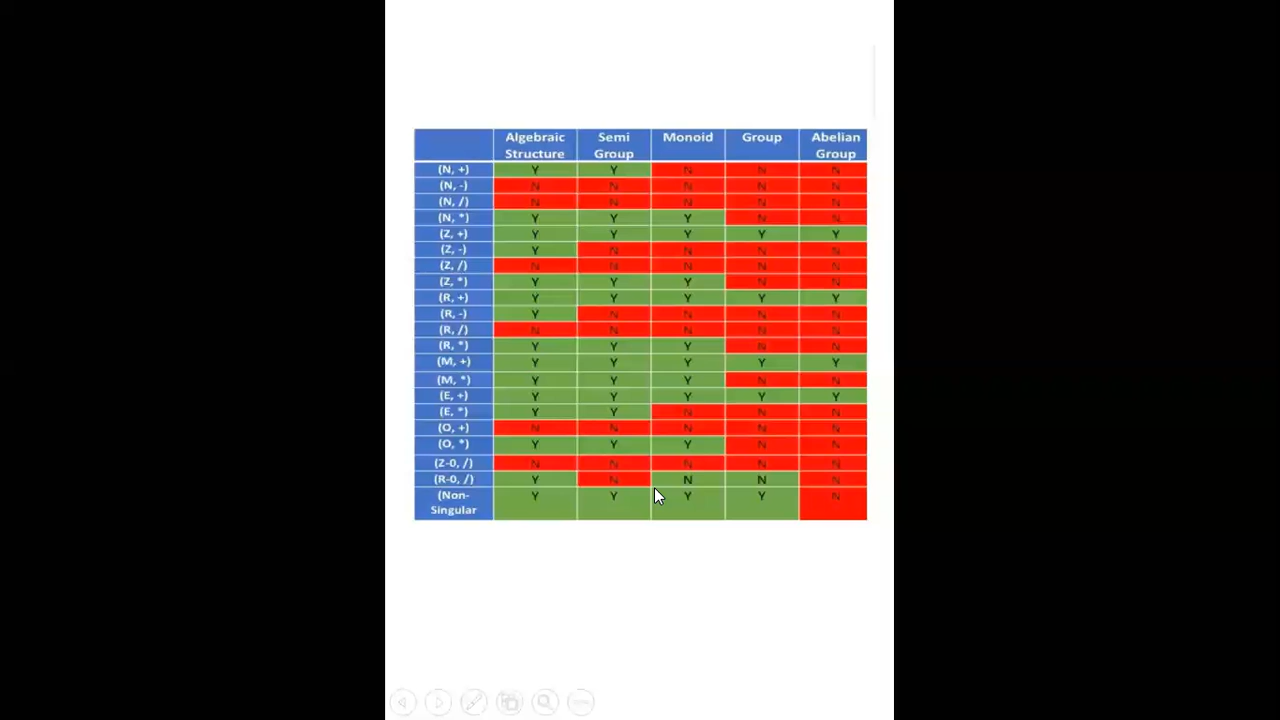 Algebraic Structure Semi Group Monoid Group Abelian Group
(N, +) Y Y N N N
(N, -) N N N N N
(N, /) N N N N N
(N, *) Y Y Y N N
(Z, +) Y Y Y Y Y
(Z, -) Y N N N N
(Z, /) N N N N N
(Z, *) Y Y Y N N
(R, +) Y Y Y Y Y
(R, -) Y N N N N
(R, /) N N N N N
(R, *) Y Y Y N N
(M, +) Y Y Y Y Y
(M, *) Y Y Y N N
(E, +) Y Y Y Y Y
(E, *) Y Y N N N
(O, +) N N N N N
(O, *) Y Y Y N N
(Z-0, /) N N N N N
(R-0, /) Y N N N N
(Non- Y Y Y Y N
Singular